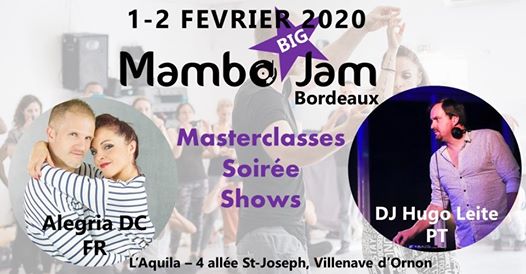 1-2 FEVRIER 2020
BIG
Mambo Jam
Bordeaux
Masterclasses
Soirée
Shows
Alegria DC
FR
DJ Hugo Leite
PT
L'Aquila – 4 allée St-Joseph, Villenave d'Ornon